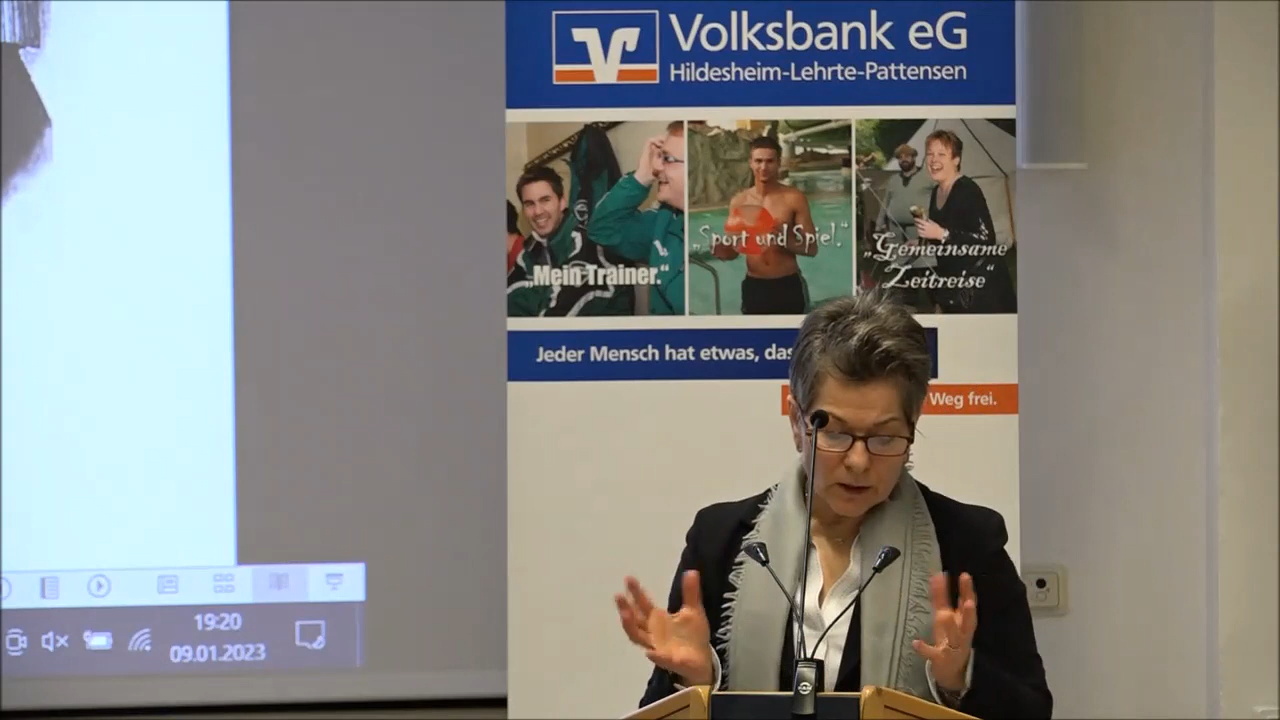 Volksbank eG
Hildesheim-Lehrte-Pattensen
„Mein Trainer.“
„Sport und Spiel.“
„Gemeinsame
Zeitreise“
Jeder Mensch hat etwas, das
Weg frei.
19:20
09.01.2023